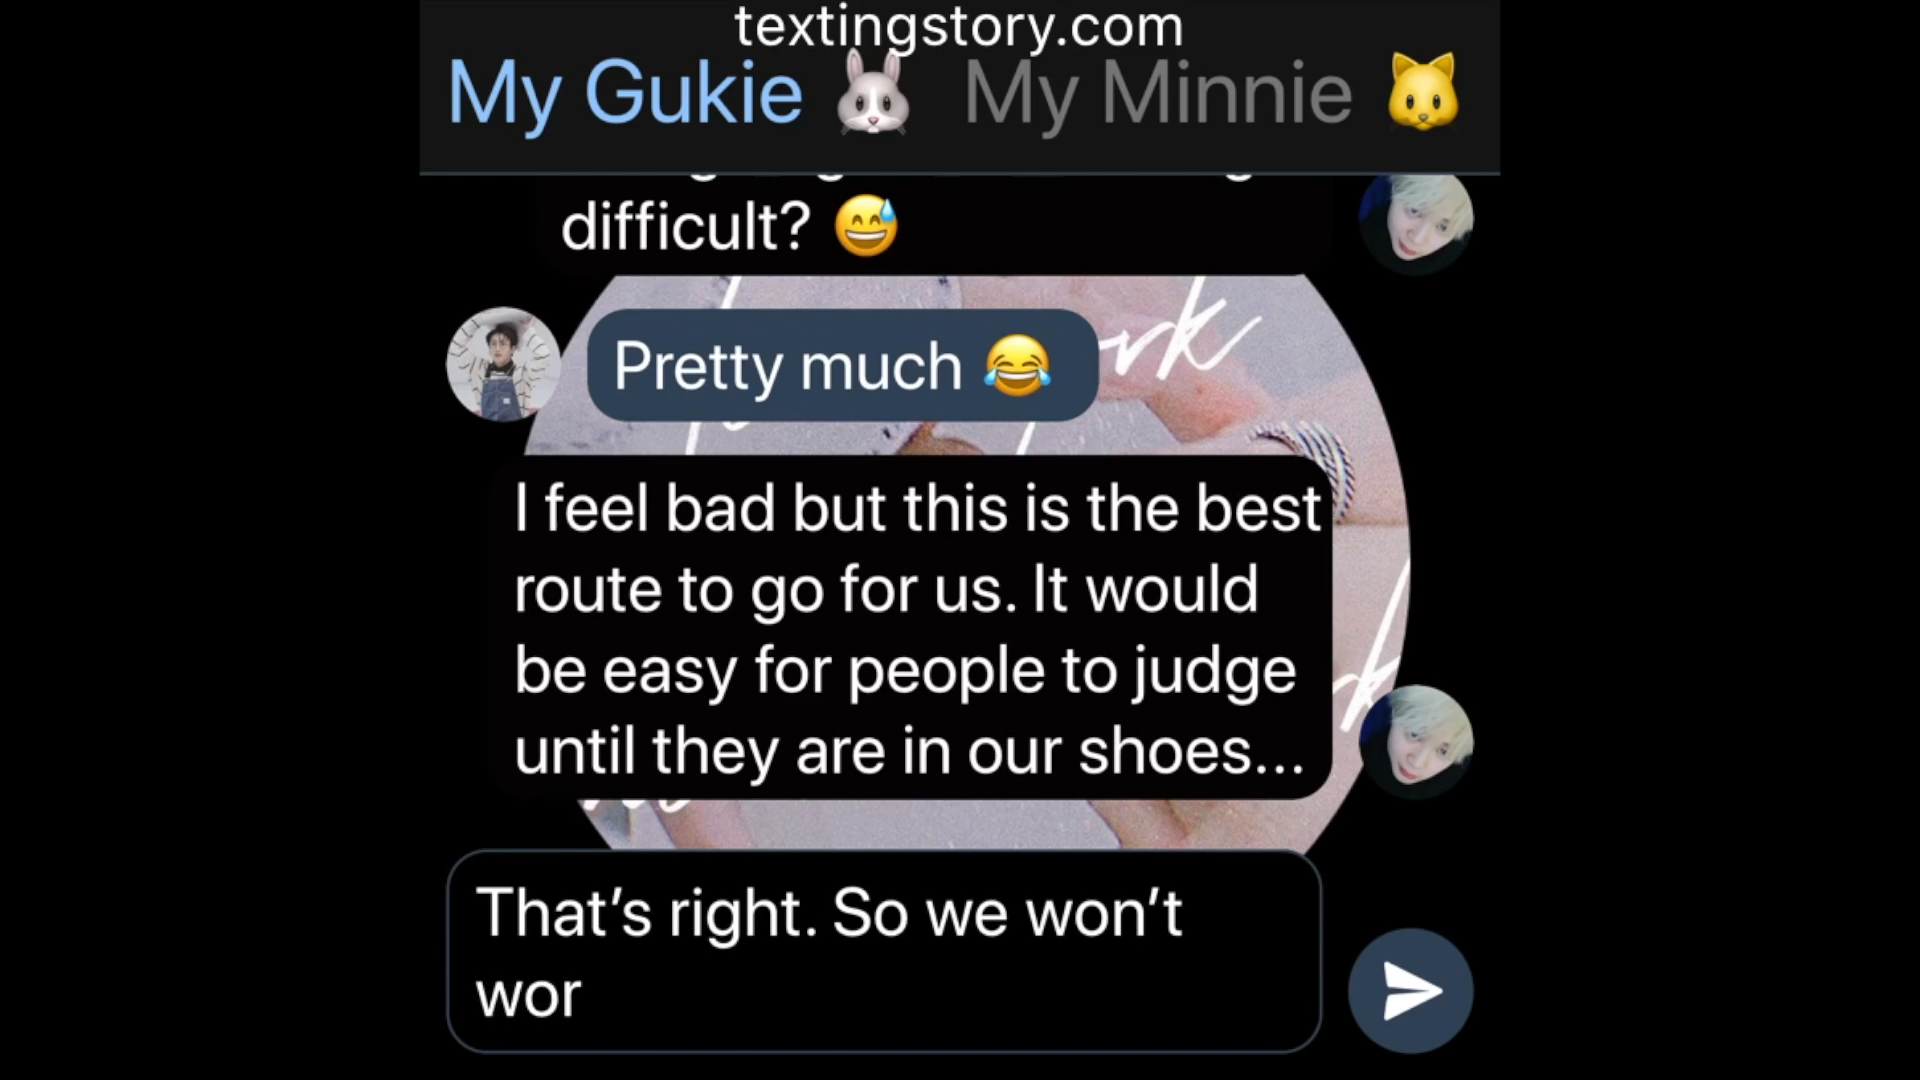 textingstory.com
My Gukie 🐰 My Minnie 🐱
difficult? 😅
Pretty much 😂
rk
I feel bad but this is the best
route to go for us. It would
be easy for people to judge
until they are in our shoes...
That’s right. So we won’t
wor